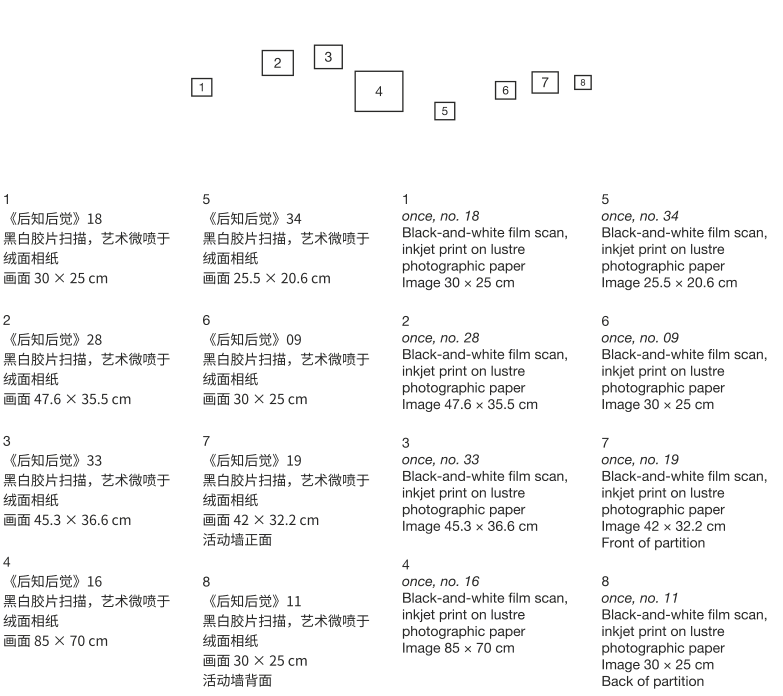 1
2
3
4
5
6
7
8
1
《后知后觉》18
黑白胶片扫描，艺术微喷于
绒面相纸
画面 30 × 25 cm
2
《后知后觉》28
黑白胶片扫描，艺术微喷于
绒面相纸
画面 47.6 × 35.5 cm
3
《后知后觉》33
黑白胶片扫描，艺术微喷于
绒面相纸
画面 45.3 × 36.6 cm
4
《后知后觉》16
黑白胶片扫描，艺术微喷于
绒面相纸
画面 85 × 70 cm
5
《后知后觉》34
黑白胶片扫描，艺术微喷于
绒面相纸
画面 25.5 × 20.6 cm
6
《后知后觉》09
黑白胶片扫描，艺术微喷于
绒面相纸
画面 30 × 25 cm
7
《后知后觉》19
黑白胶片扫描，艺术微喷于
绒面相纸
画面 42 × 32.2 cm
活动墙正面
8
《后知后觉》11
黑白胶片扫描，艺术微喷于
绒面相纸
画面 30 × 25 cm
活动墙背面
1
once, no. 18
Black-and-white film scan,
inkjet print on lustre
photographic paper
Image 30 × 25 cm
2
once, no. 28
Black-and-white film scan,
inkjet print on lustre
photographic paper
Image 47.6 × 35.5 cm
3
once, no. 33
Black-and-white film scan,
inkjet print on lustre
photographic paper
Image 45.3 × 36.6 cm
4
once, no. 16
Black-and-white film scan,
inkjet print on lustre
photographic paper
Image 85 × 70 cm
5
once, no. 34
Black-and-white film scan,
inkjet print on lustre
photographic paper
Image 25.5 × 20.6 cm
6
once, no. 09
Black-and-white film scan,
inkjet print on lustre
photographic paper
Image 30 × 25 cm
7
once, no. 19
Black-and-white film scan,
inkjet print on lustre
photographic paper
Image 42 × 32.2 cm
Front of partition
8
once, no. 11
Black-and-white film scan,
inkjet print on lustre
photographic paper
Image 30 × 25 cm
Back of partition